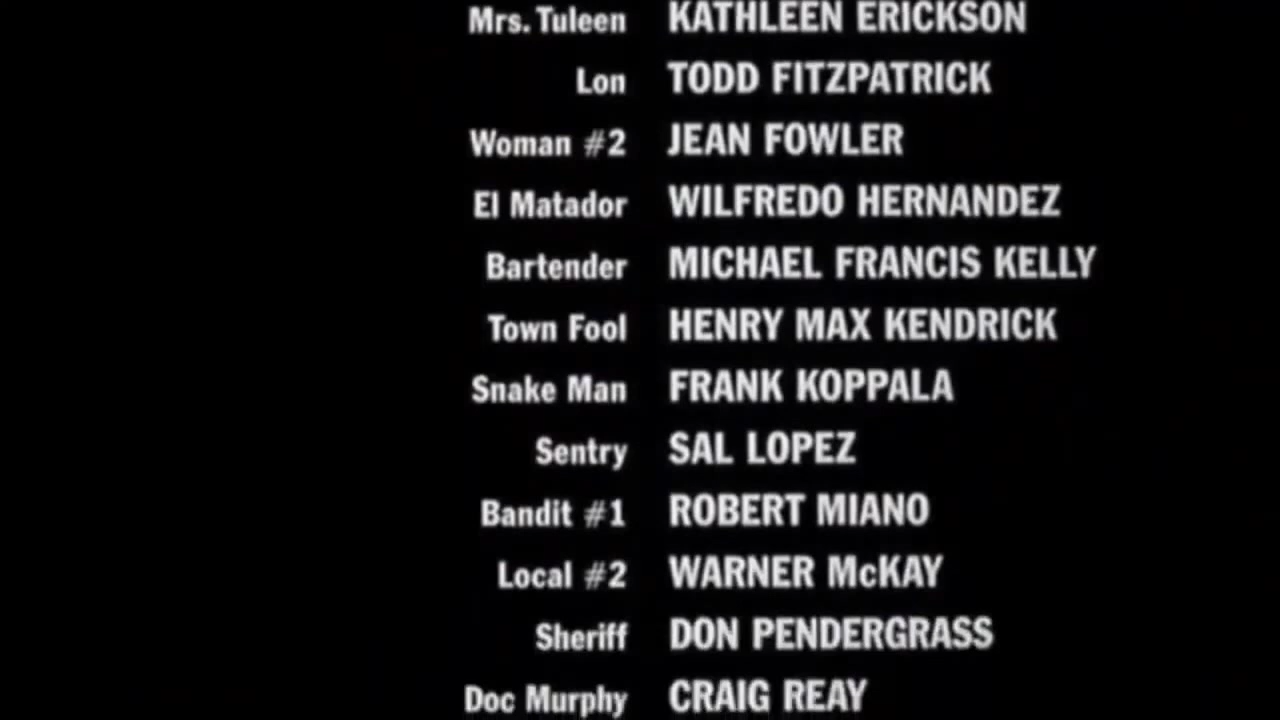 Mrs. Tuleen KATHLEEN ERICKSON
Lon TODD FITZPATRICK
Woman #2 JEAN FOWLER
El Matador WILFREDO HERNANDEZ
Bartender MICHAEL FRANCIS KELLY
Town Fool HENRY MAX KENDRICK
Snake Man FRANK KOPPALA
Sentry SAL LOPEZ
Bandit #1 ROBERT MIANO
Local #2 WARNER McKAY
Sheriff DON PENDERGRASS
Doc Murphy CRAIG REAY